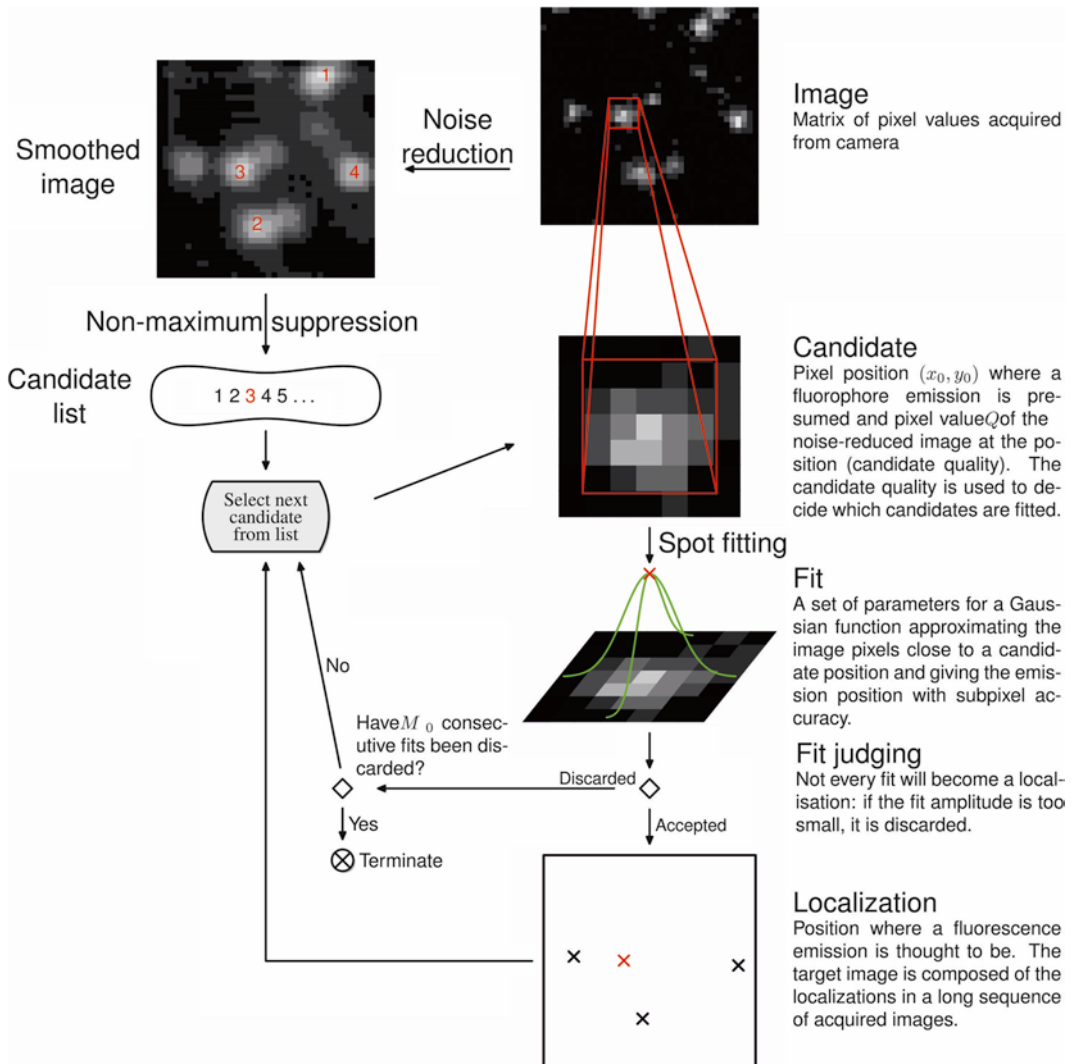 1
3
4
2
Smoothed
image
Noise
reduction
Image
Matrix of pixel values acquired
from camera
Non-maximum suppression
Candidate
list
1 2 3 4 5 . . .
Select next
candidate
from list
Candidate
Pixel position (x₀, y₀) where a
fluorophore emission is pre-
sumed and pixel valueQof the
noise-reduced image at the po-
sition (candidate quality). The
candidate quality is used to de-
cide which candidates are fitted.
Spot fitting
Fit
A set of parameters for a Gaus-
sian function approximating the
image pixels close to a candid-
ate position and giving the emis-
sion position with subpixel ac-
curacy.
No
Have M ₀ consec-
utive fits been dis-
carded?
Discarded
Fit judging
Not every fit will become a local-
isation: if the fit amplitude is too
small, it is discarded.
Yes
Accepted
Terminate
Localization
Position where a fluorescence
emission is thought to be. The
target image is composed of the
localizations in a long sequence
of acquired images.